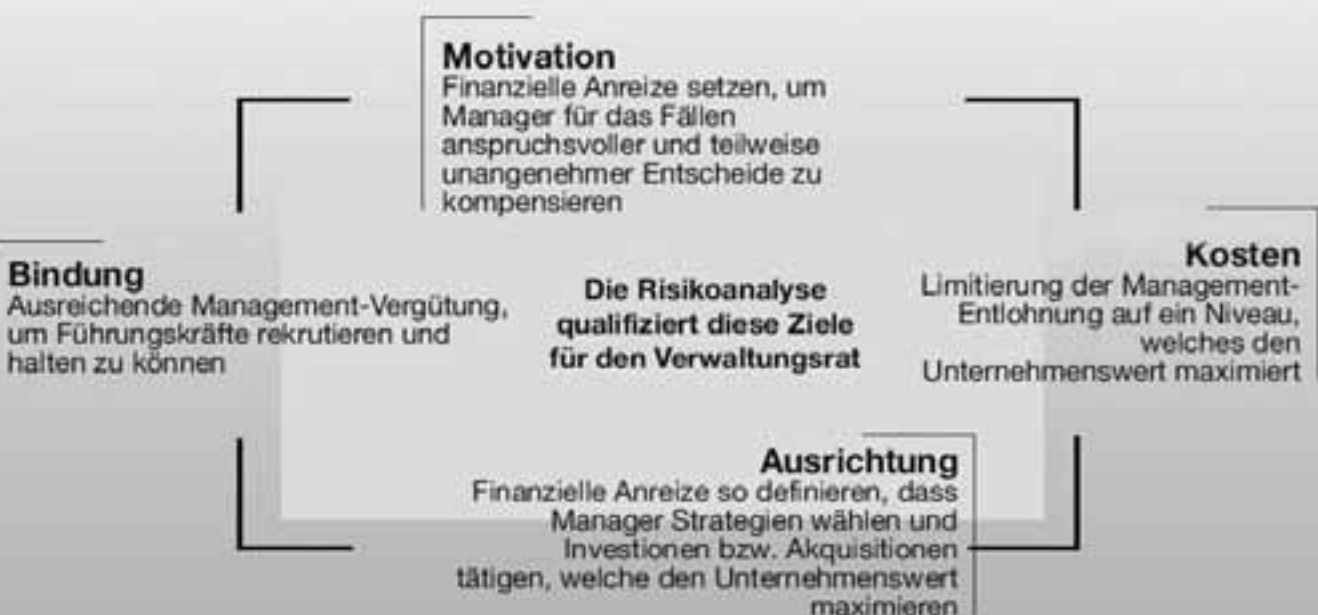 Motivation
Finanzielle Anreize setzen, um
Manager für das Fällen
anspruchsvoller und teilweise
unangenehmer Entscheide zu
kompensieren
Bindung
Ausreichende Management-Vergütung,
um Führungskräfte rekrutieren und
halten zu können
Die Risikoanalyse
qualifiziert diese Ziele
für den Verwaltungsrat
Kosten
Limitierung der Management-
Entlohnung auf ein Niveau,
welches den
Unternehmenswert maximiert
Ausrichtung
Finanzielle Anreize so definieren, dass
Manager Strategien wählen und
Investionen bzw. Akquisitionen
tätigen, welche den Unternehmenswert
maximieren